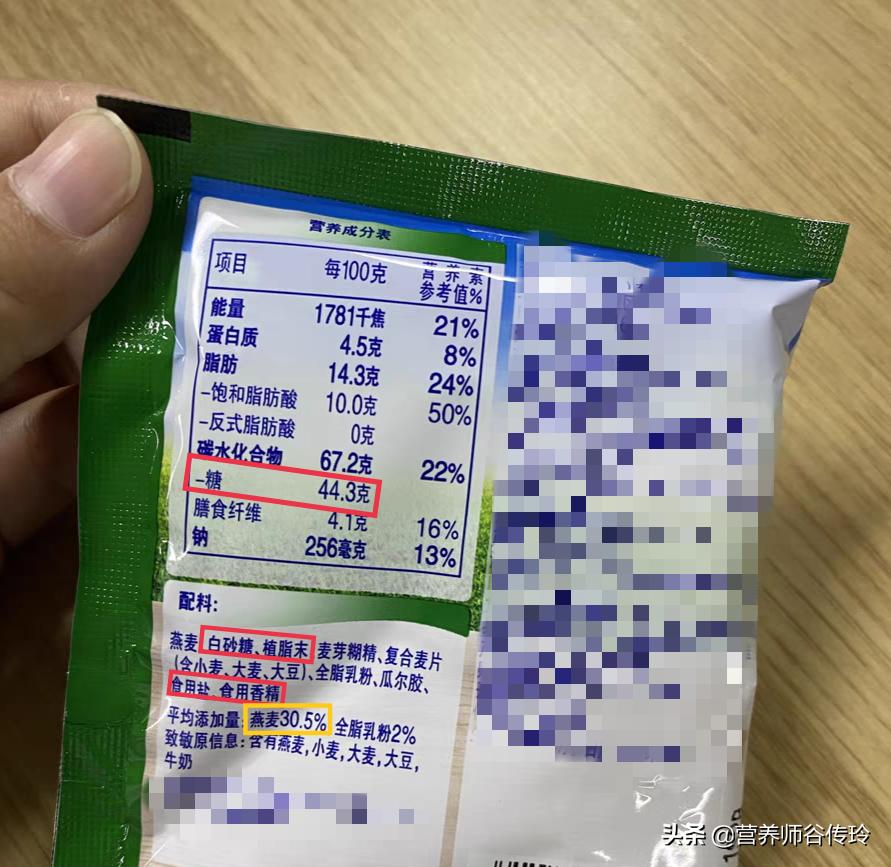 营养成分表
项目 每100克 营养素参考值%
能量 1781千焦 21%
蛋白质 4.5克 8%
脂肪 14.3克 24%
-饱和脂肪酸 10.0克 50%
-反式脂肪酸 0克
碳水化合物 67.2克 22%
-糖 44.3克
膳食纤维 4.1克 16%
钠 256毫克 13%
配料:
燕麦、白砂糖、植脂末、麦芽糊精、复合麦片
(含小麦、大麦、大豆)、全脂乳粉、瓜尔胶、
食用盐、食用香精
平均添加量:燕麦30.5% 全脂乳粉2%
致敏原信息:含有燕麦,小麦,大麦,大豆,
牛奶
头条 @营养师谷传玲